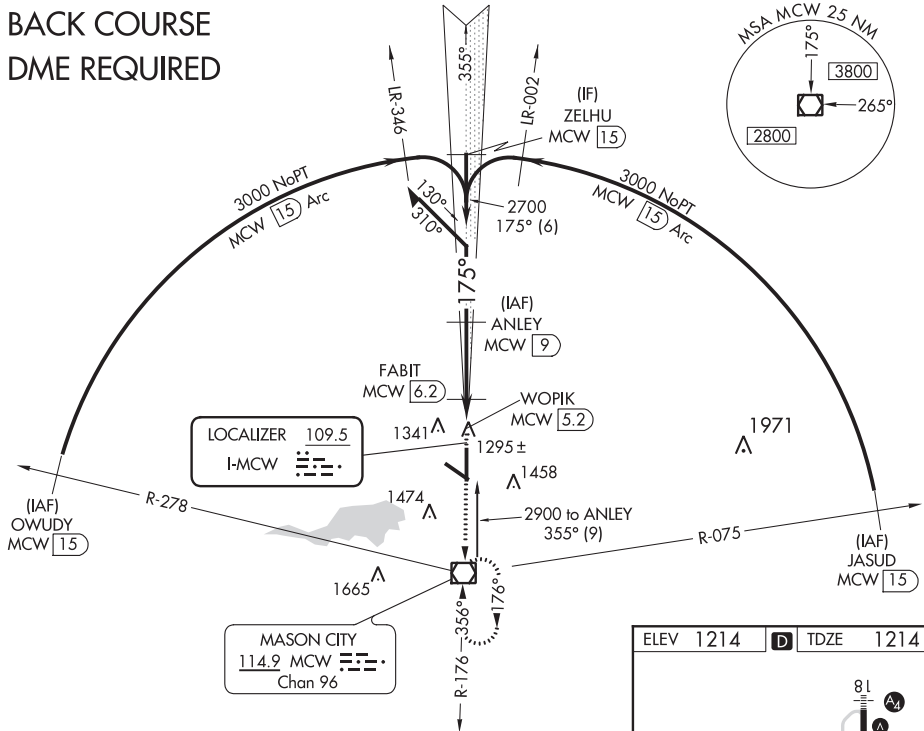 BACK COURSE
DME REQUIRED
MSA MCW 25 NM
175°
3800
265°
2800
355°
LR-346
LR-002
(IF)
ZELHU
MCW 15
3000 NoPT
MCW 15 Arc
3000 NoPT
MCW 15 Arc
130°
310°
2700
175° (6)
175°
(IAF)
ANLEY
MCW 9
FABIT
MCW 6.2
WOPIK
MCW 5.2
LOCALIZER 109.5
I-MCW
1341
1295 ±
1971
1458
1474
2900 to ANLEY
355° (9)
R-278
R-075
(IAF)
OWUDY
MCW 15
(IAF)
JASUD
MCW 15
1665
MASON CITY
114.9 MCW
Chan 96
356°
176°
R-176
ELEV 1214 D TDZE 1214
18
A4
A